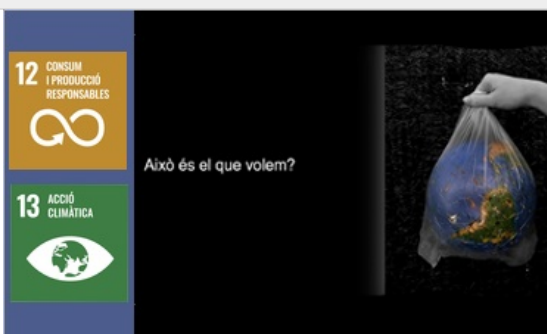 12 CONSUM
I PRODUCCIÓ
RESPONSABLES
Això és el que volem?
13 ACCIÓ
CLIMÀTICA